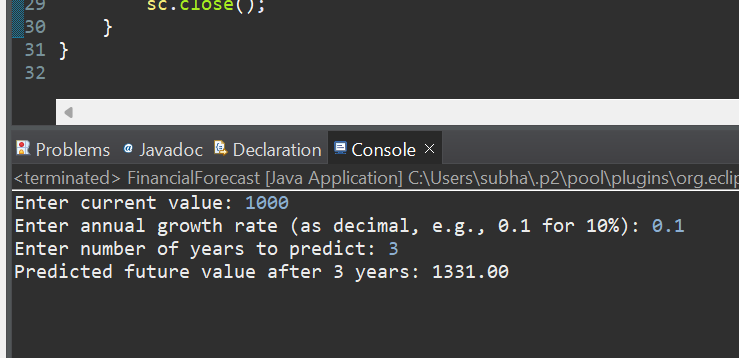 29 sc.close();
30 }
31 }
32
Problems @ Javadoc Declaration Console ×
<terminated> FinancialForecast [Java Application] C:\Users\subha\.p2\pool\plugins\org.eclip
Enter current value: 1000
Enter annual growth rate (as decimal, e.g., 0.1 for 10%): 0.1
Enter number of years to predict: 3
Predicted future value after 3 years: 1331.00